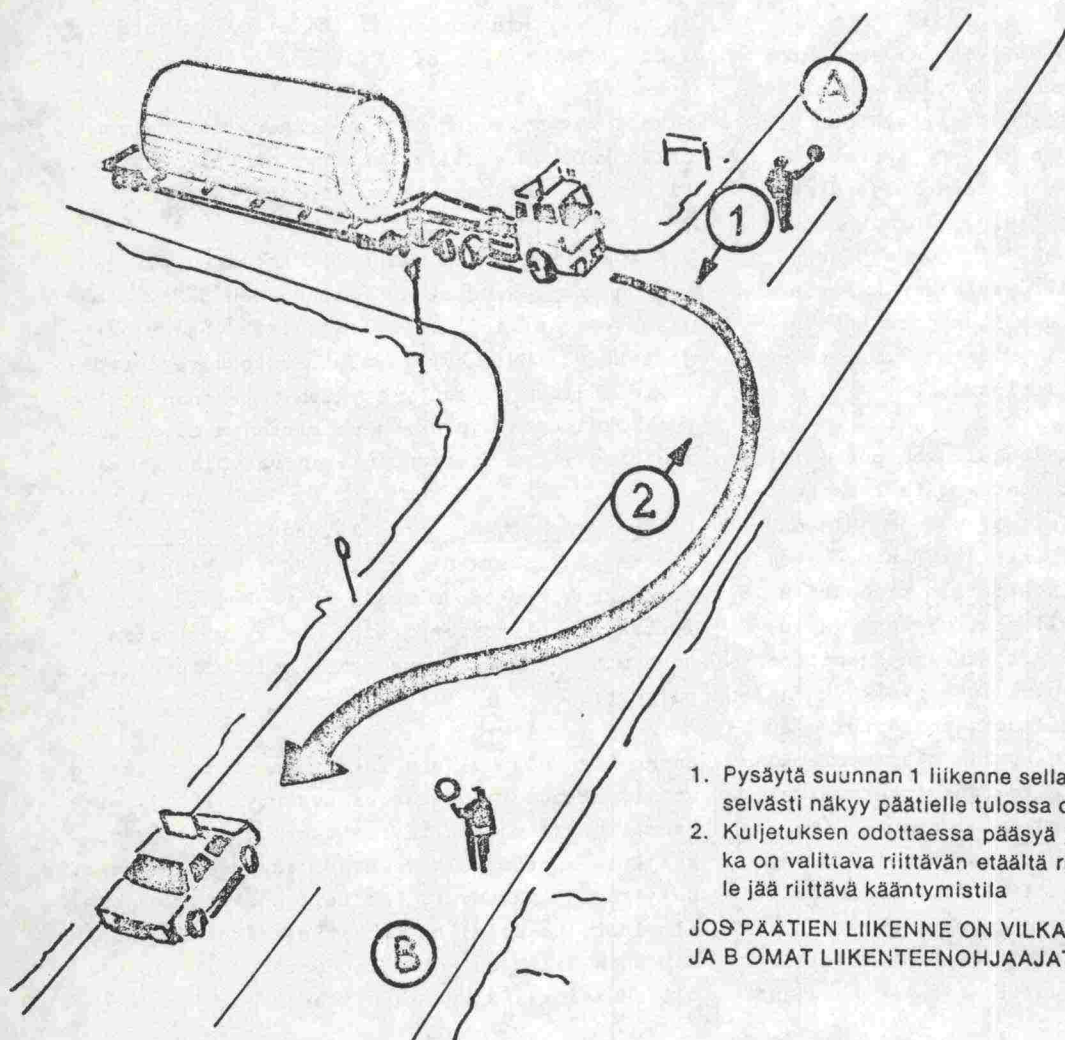 A
1
2
1. Pysäytä suunnan 1 liikenne sella
selvästi näkyy päätielle tulossa o
2. Kuljetuksen odottaessa pääsyä
ka on valittava riittävän etäältä ri
le jää riittävä kääntymistila
JOS PÄÄTIEN LIIKENNE ON VILKA
JA B OMAT LIIKENTEENOHJAAJAT
B